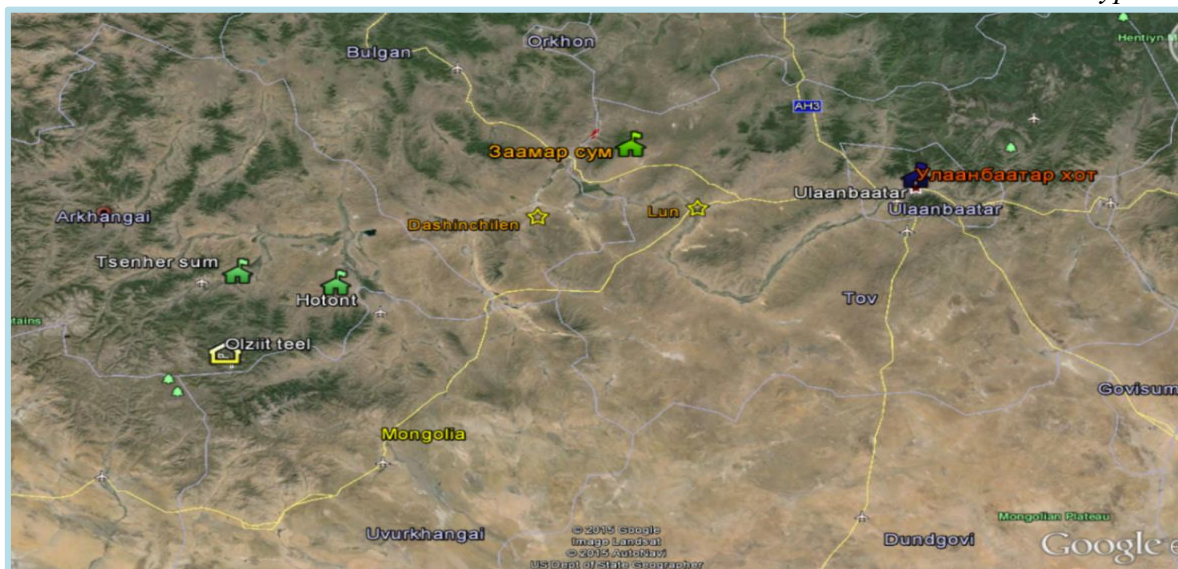 Hentiyn M
Orkhon
Bulgan
AH3
Заамар сум
Улаанбаатар хот
Ulaanbaatar
Ulaanbaatar
Arkhangai
Lun
Dashinchilen
Tsenher sum
Hotont
Tov
tains
Olziit teel
Govisum
Mongolia
Mongolian Plateau
Uvurkhangai
© 2015 Google
Image Landsat
© 2015 AutoNavi
US Dept of State Geographer
Dundgovi
Google e